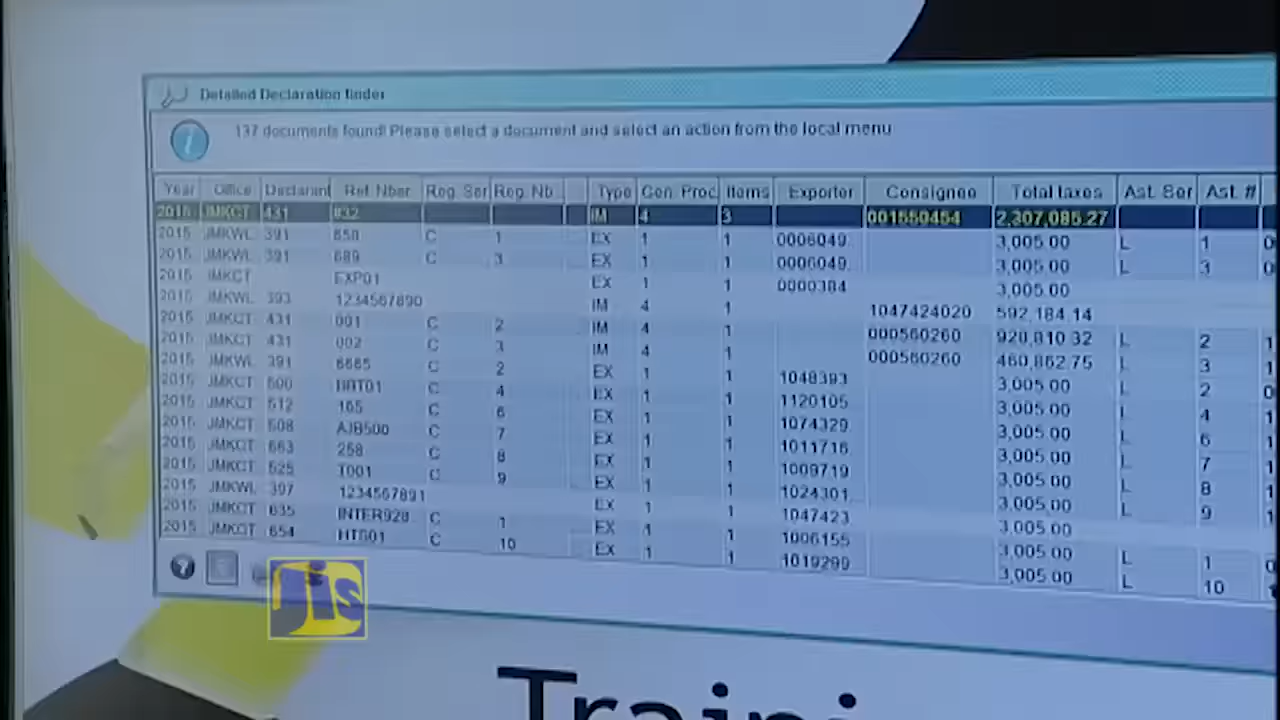 Detailed Declaration finder
137 documents found! Please select a document and select an action from the local menu
Year Office Declarant Ref. Nber Reg. Ser Reg. Nb. Type Gen. Proc. Items Exporter Consignee Total taxes Ast. Ser Ast. #
2015 JMKCT 431 832 IM 4 3 001550454 2,307,085.27
2015 JMKWL 391 658 C 1 EX 1 1 0006049 3,005.00 L 1
2015 JMKWL 391 689 C 3 EX 1 1 0006049 3,005.00 L 3
2015 JMKCT EXP01 EX 1 1 0000384 3,005.00
2015 JMKWL 393 1234567890 IM 4 1 1047424020 592,184.14
2015 JMKCT 431 001 C 2 IM 4 1 000560260 920,810.32 L 2
2015 JMKCT 431 002 C 3 IM 4 1 000560260 460,862.75 L 3
2015 JMKWL 391 6665 C 2 EX 1 1 1048393 3,005.00 L 2
2015 JMKCT 500 C 4 EX 1 1 1120105 3,005.00 L 4
2015 JMKCT 512 165 C 6 EX 1 1 1074329 3,005.00 L 6
2015 JMKCT 508 AJB500 C 7 EX 1 1 1011716 3,005.00 L 7
2015 JMKCT 663 258 C 8 EX 1 1 1009719 3,005.00 L 8
2015 JMKCT 525 T001 C 9 EX 1 1 1024301 3,005.00 L 9
2015 JMKWL 397 1234567891 EX 1 1 1047423 3,005.00
2015 JMKCT 635 INTER928 C 1 EX 1 1 1006155 3,005.00 L 1
2015 JMKCT 654 C 10 EX 1 1 1019299 3,005.00 L 10
jis
Traini